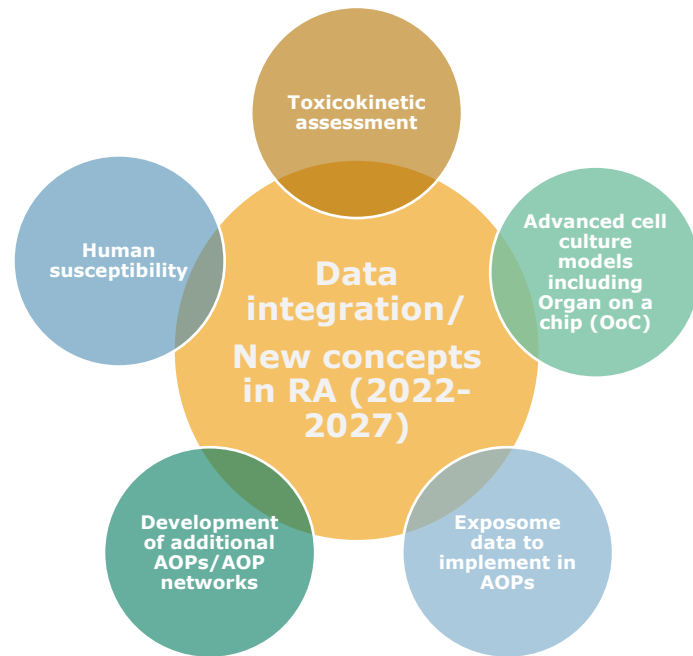 Toxicokinetic
assessment
Human
susceptibility
Advanced cell
culture
models
including
Organ on a
chip (OoC)
Data
integration/
New concepts
in RA (2022-
2027)
Development
of additional
AOPs/AOP
networks
Exposome
data to
implement in
AOPs